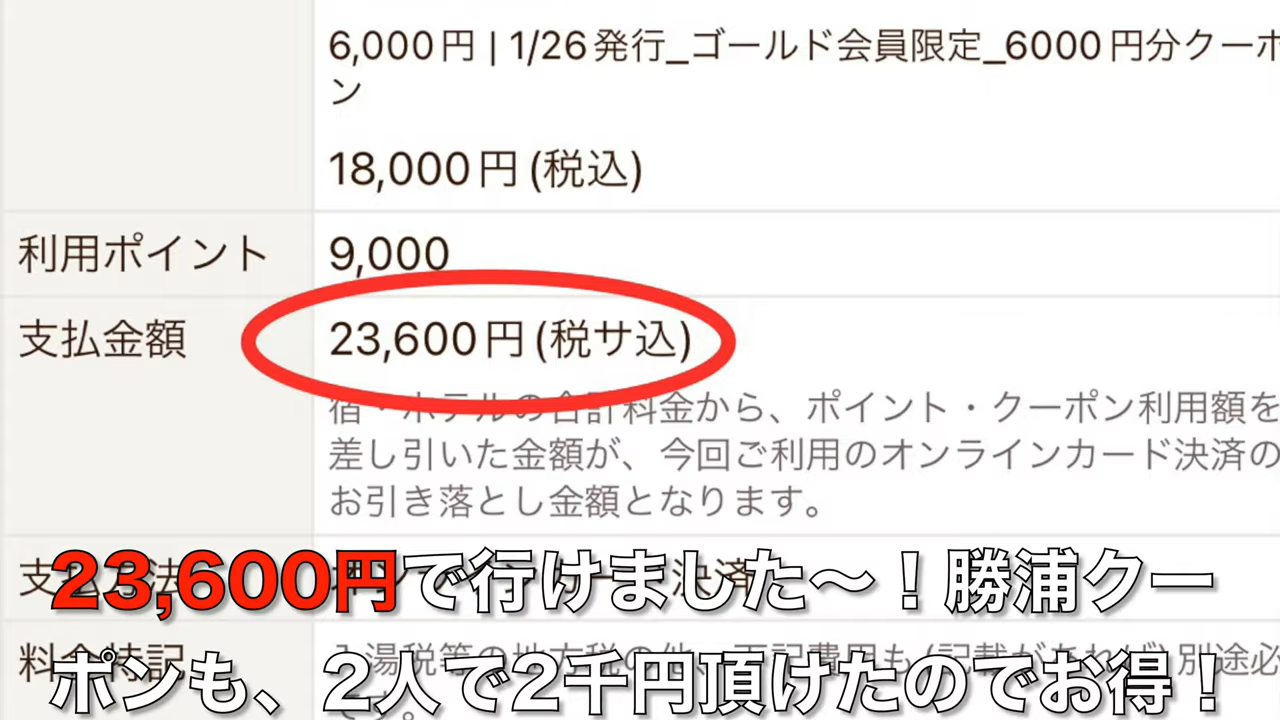 6,000円 | 1/26発行_ゴールド会員限定_6000円分クーポ
ン
18,000円(税込)
利用ポイント
9,000
支払金額
23,600円(税サ込)
宿・ホテルの合計料金から、ポイント・クーポン利用額を
差し引いた金額が、今回ご利用のオンラインカード決済の
お引き落とし金額となります。
23,600円で行けました〜！勝浦クー
ポンも、2人で2千円頂けたのでお得！